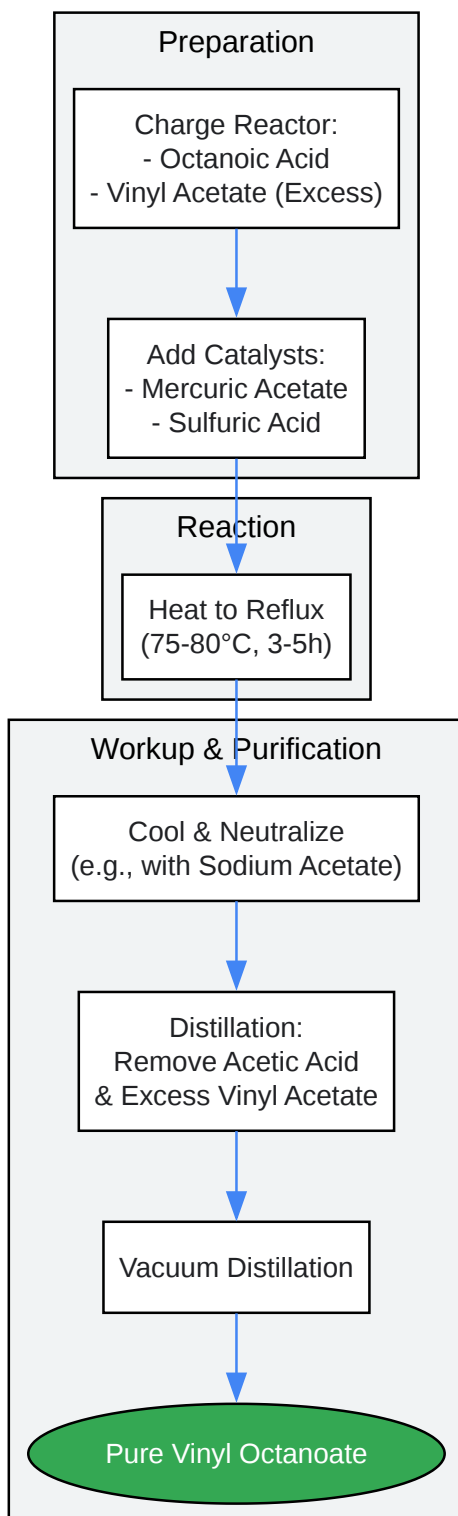 Preparation
Charge Reactor:
- Octanoic Acid
- Vinyl Acetate (Excess)
Add Catalysts:
- Mercuric Acetate
- Sulfuric Acid
Reaction
Heat to Reflux
(75-80°C, 3-5h)
Workup & Purification
Cool & Neutralize
(e.g., with Sodium Acetate)
Distillation:
Remove Acetic Acid
& Excess Vinyl Acetate
Vacuum Distillation
Pure Vinyl Octanoate